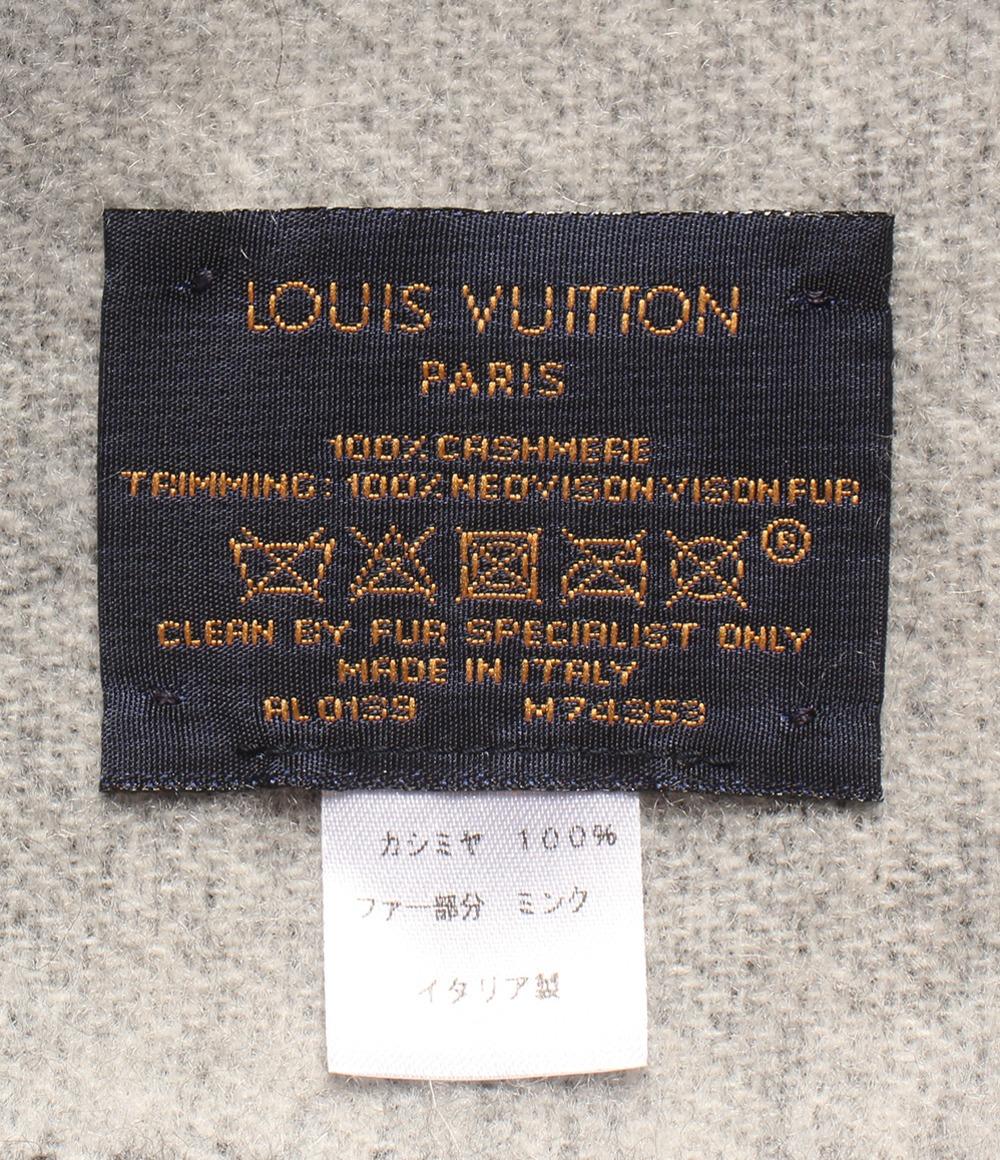 LOUIS VUITTON
PARIS
100% CASHMERE
TRIMMING: 100% NEOVISON VISON FUR
®
CLEAN BY FUR SPECIALIST ONLY
MADE IN ITALY
AL0139 M74353
カシミヤ 100%
ファー部分 ミンク
イタリア製